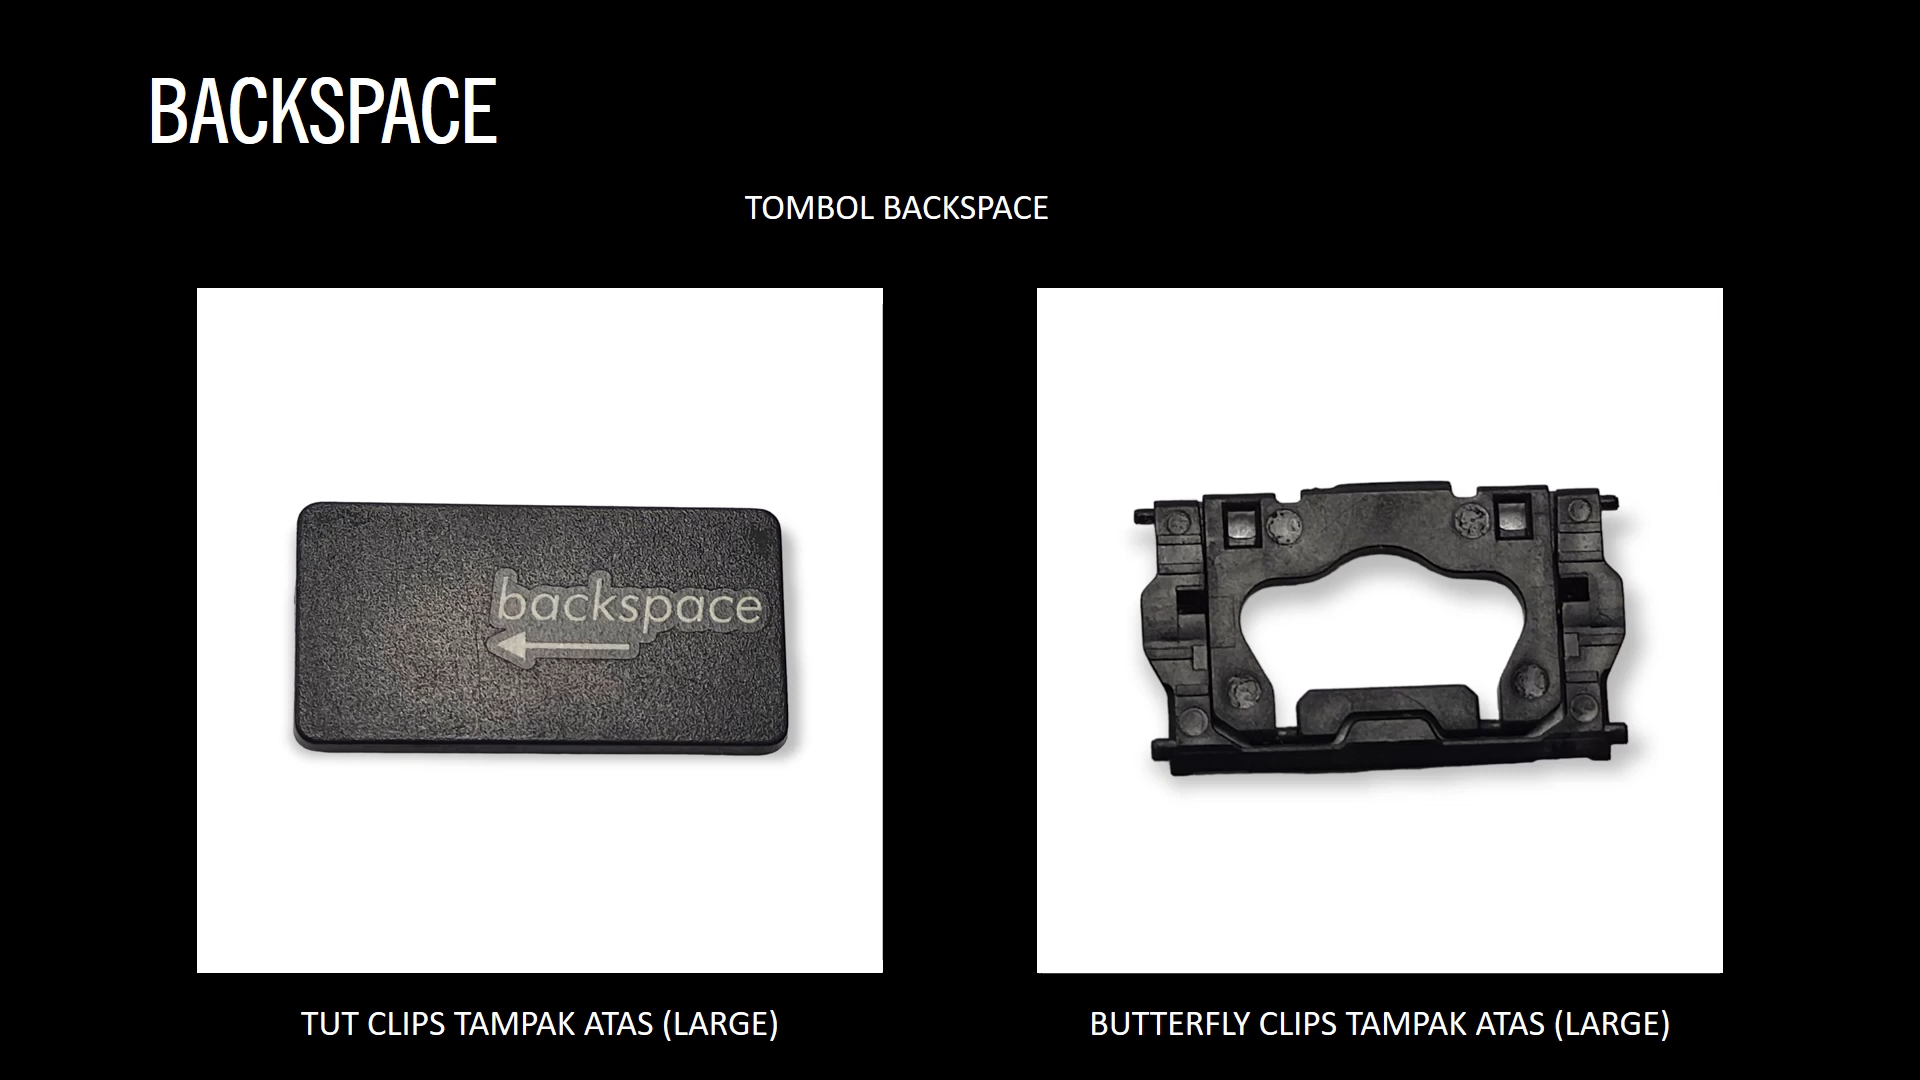 BACKSPACE
TOMBOL BACKSPACE
backspace
TUT CLIPS TAMPAK ATAS (LARGE)
BUTTERFLY CLIPS TAMPAK ATAS (LARGE)